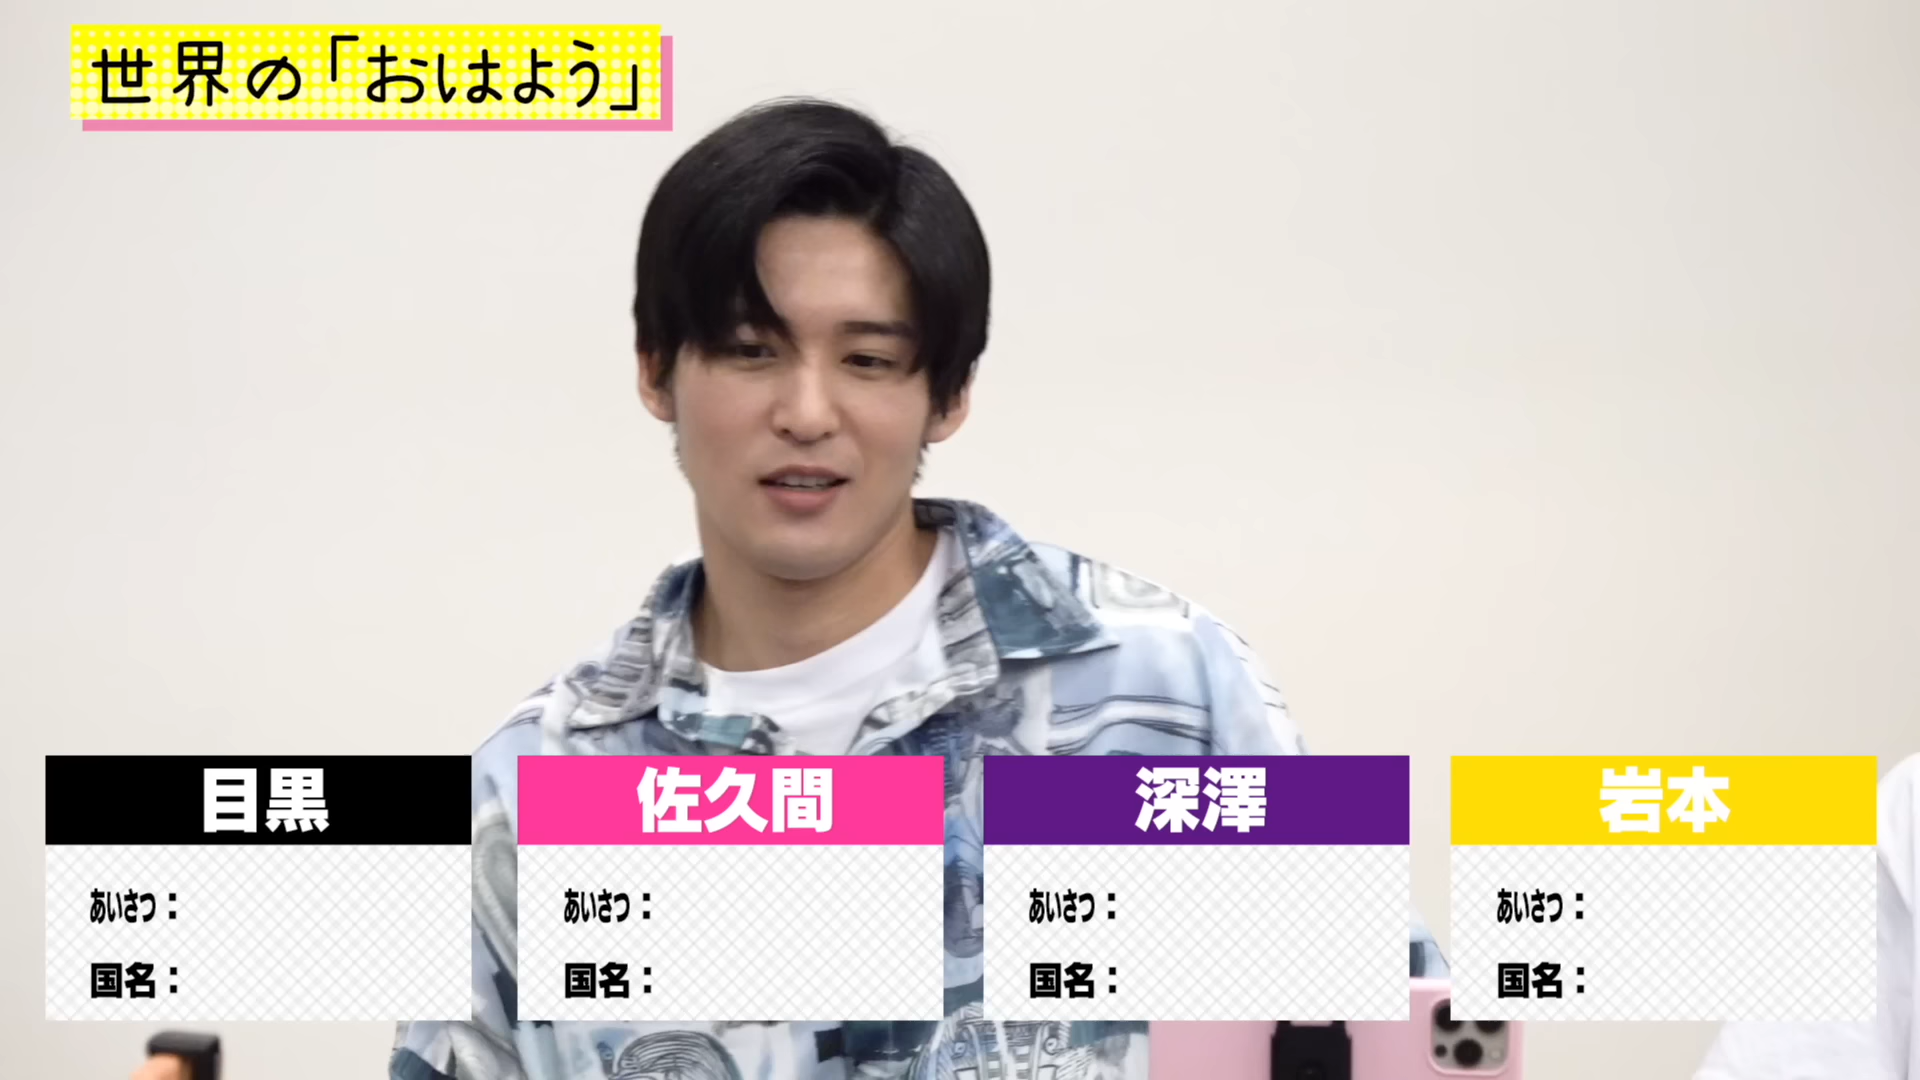 世界の「おはよう」
目黒
あいさつ：
国名：
佐久間
あいさつ：
国名：
深澤
あいさつ：
国名：
岩本
あいさつ：
国名：